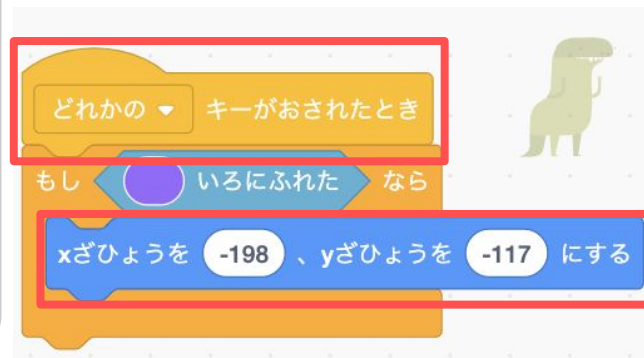 どれかの キーがおされたとき
もし いろにふれた なら
xざひょうを -198 、yざひょうを -117 にする